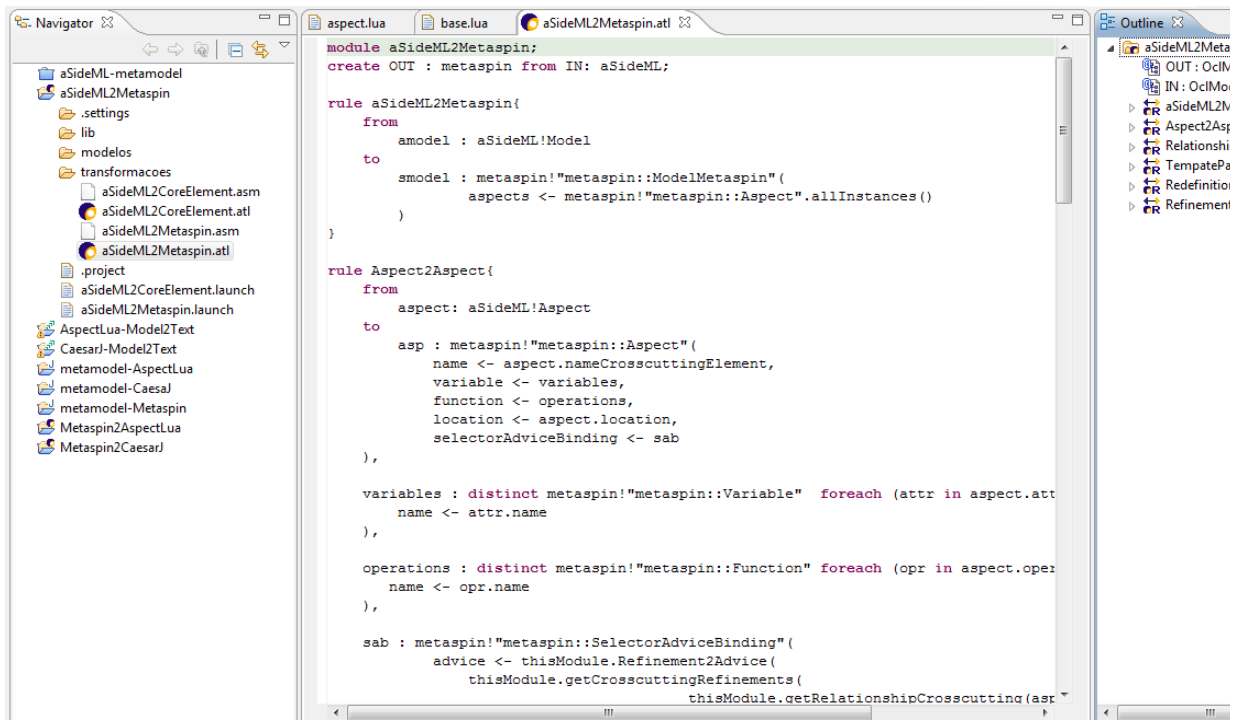 Navigator
aSideML-metamodel
aSideML2Metaspin
.settings
lib
modelos
transformacoes
aSideML2CoreElement.asm
aSideML2CoreElement.atl
aSideML2Metaspin.asm
aSideML2Metaspin.atl
.project
aSideML2CoreElement.launch
aSideML2Metaspin.launch
AspectLua-Model2Text
CaesarJ-Model2Text
metamodel-AspectLua
metamodel-CaesaJ
metamodel-Metaspin
Metaspin2AspectLua
Metaspin2CaesarJ
aspect.lua base.lua aSideML2Metaspin.atl
module aSideML2Metaspin;
create OUT : metaspin from IN: aSideML;
rule aSideML2Metaspin{
from
amodel : aSideML!Model
to
smodel : metaspin!"metaspin::ModelMetaspin"(
aspects <- metaspin!"metaspin::Aspect".allInstances()
)
}
rule Aspect2Aspect{
from
aspect: aSideML!Aspect
to
asp : metaspin!"metaspin::Aspect"(
name <- aspect.nameCrosscuttingElement,
variable <- variables,
function <- operations,
location <- aspect.location,
selectorAdviceBinding <- sab
),
variables : distinct metaspin!"metaspin::Variable"  foreach (attr in aspect.att
name <- attr.name
),
operations : distinct metaspin!"metaspin::Function" foreach (opr in aspect.oper
name <- opr.name
),
sab : metaspin!"metaspin::SelectorAdviceBinding"(
advice <- thisModule.Refinement2Advice(
thisModule.getCrosscuttingRefinements(
thisModule.getRelationshipCrosscutting(asp
Outline
aSideML2Meta
OUT : OclM
IN : OclMo
aSideML2M
Aspect2Asp
Relationshi
TempatePa
Redefinition
Refinement